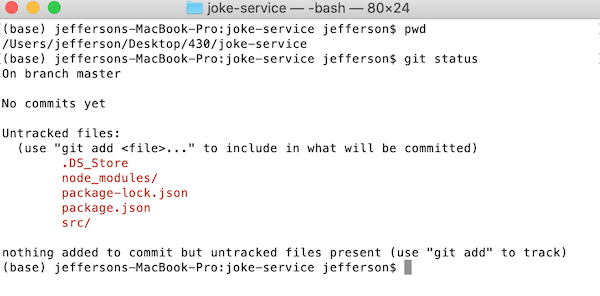 joke-service — -bash — 80×24
(base) jeffersons-MacBook-Pro:joke-service jefferson$ pwd
/Users/jefferson/Desktop/430/joke-service
(base) jeffersons-MacBook-Pro:joke-service jefferson$ git status
On branch master
No commits yet
Untracked files:
(use "git add <file>..." to include in what will be committed)
.DS_Store
node_modules/
package-lock.json
package.json
src/
nothing added to commit but untracked files present (use "git add" to track)
(base) jeffersons-MacBook-Pro:joke-service jefferson$